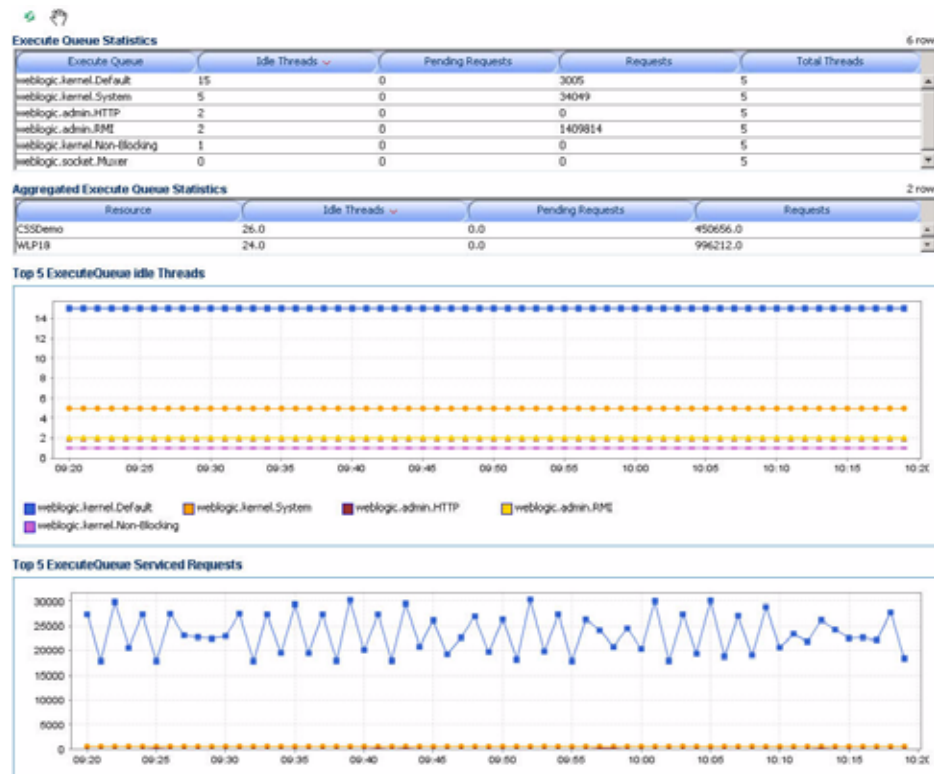 Execute Queue Statistics 6 row
Execute Queue Idle Threads Pending Requests Requests Total Threads
weblogic.kernel.Default 15 0 3005 5
weblogic.kernel.System 5 0 34049 5
weblogic.admin.HTTP 2 0 0 5
weblogic.admin.RMI 2 0 1409814 5
weblogic.kernel.Non-Blocking 1 0 0 5
weblogic.socket.Muxer 0 0 0 5
Aggregated Execute Queue Statistics 2 row
Resource Idle Threads Pending Requests Requests
CSSDemo 26.0 0.0 450656.0
WLP18 24.0 0.0 996212.0
Top 5 ExecuteQueue idle Threads
14
12
10
8
6
4
2
0
09:20 09:25 09:30 09:35 09:40 09:45 09:50 09:55 10:00 10:05 10:10 10:15 10:20
weblogic.kernel.Default weblogic.kernel.System weblogic.admin.HTTP weblogic.admin.RMI
weblogic.kernel.Non-Blocking
Top 5 ExecuteQueue Serviced Requests
30000
25000
20000
15000
10000
5000
0
09:20 09:25 09:30 09:35 09:40 09:45 09:50 09:55 10:00 10:05 10:10 10:15 10:20